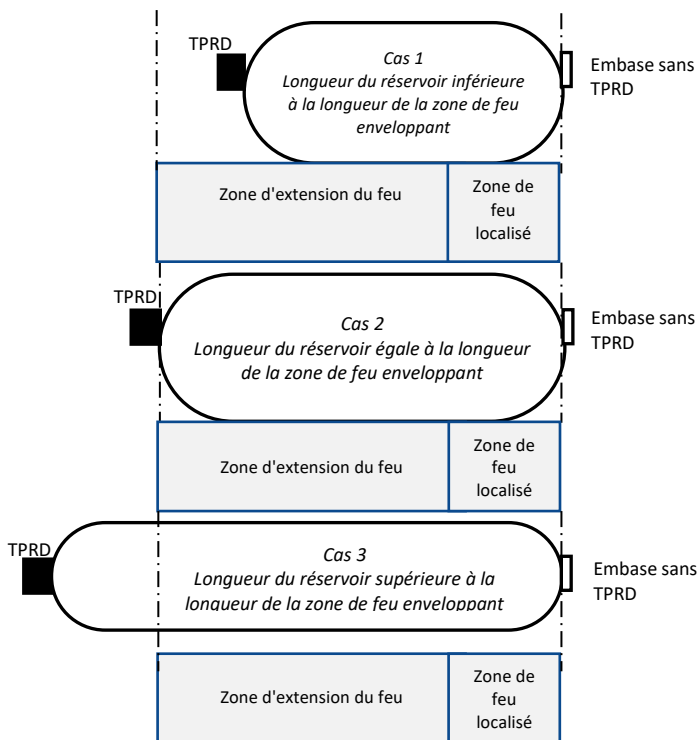 TPRD
Cas 1
Longueur du réservoir inférieure
à la longueur de la zone de feu
enveloppant
Embase sans
TPRD
Zone d'extension du feu
Zone de
feu
localisé
TPRD
Cas 2
Longueur du réservoir égale à la longueur
de la zone de feu enveloppant
Embase sans
TPRD
Zone d'extension du feu
Zone de
feu
localisé
TPRD
Cas 3
Longueur du réservoir supérieure à la
longueur de la zone de feu enveloppant
Embase sans
TPRD
Zone d'extension du feu
Zone de
feu
localisé